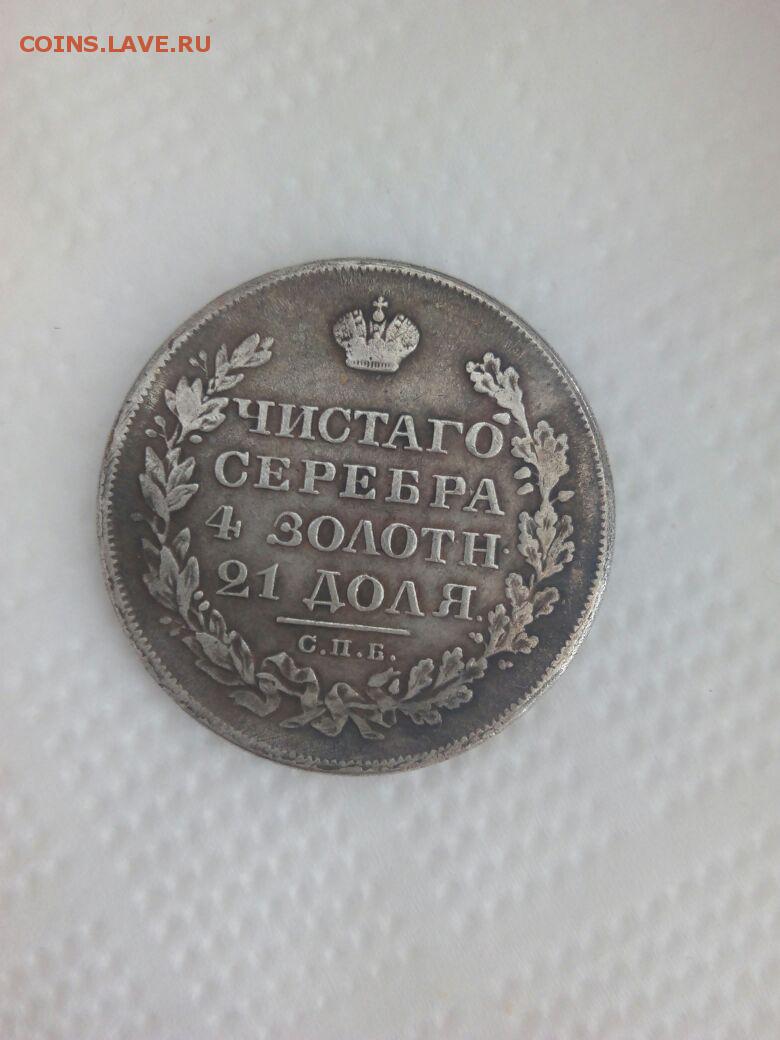 COINS.LAVE.RU
ЧИСТАГО
СЕРЕБРА
4 ЗОЛОТН.
21 ДОЛЯ.
С.П.Б.